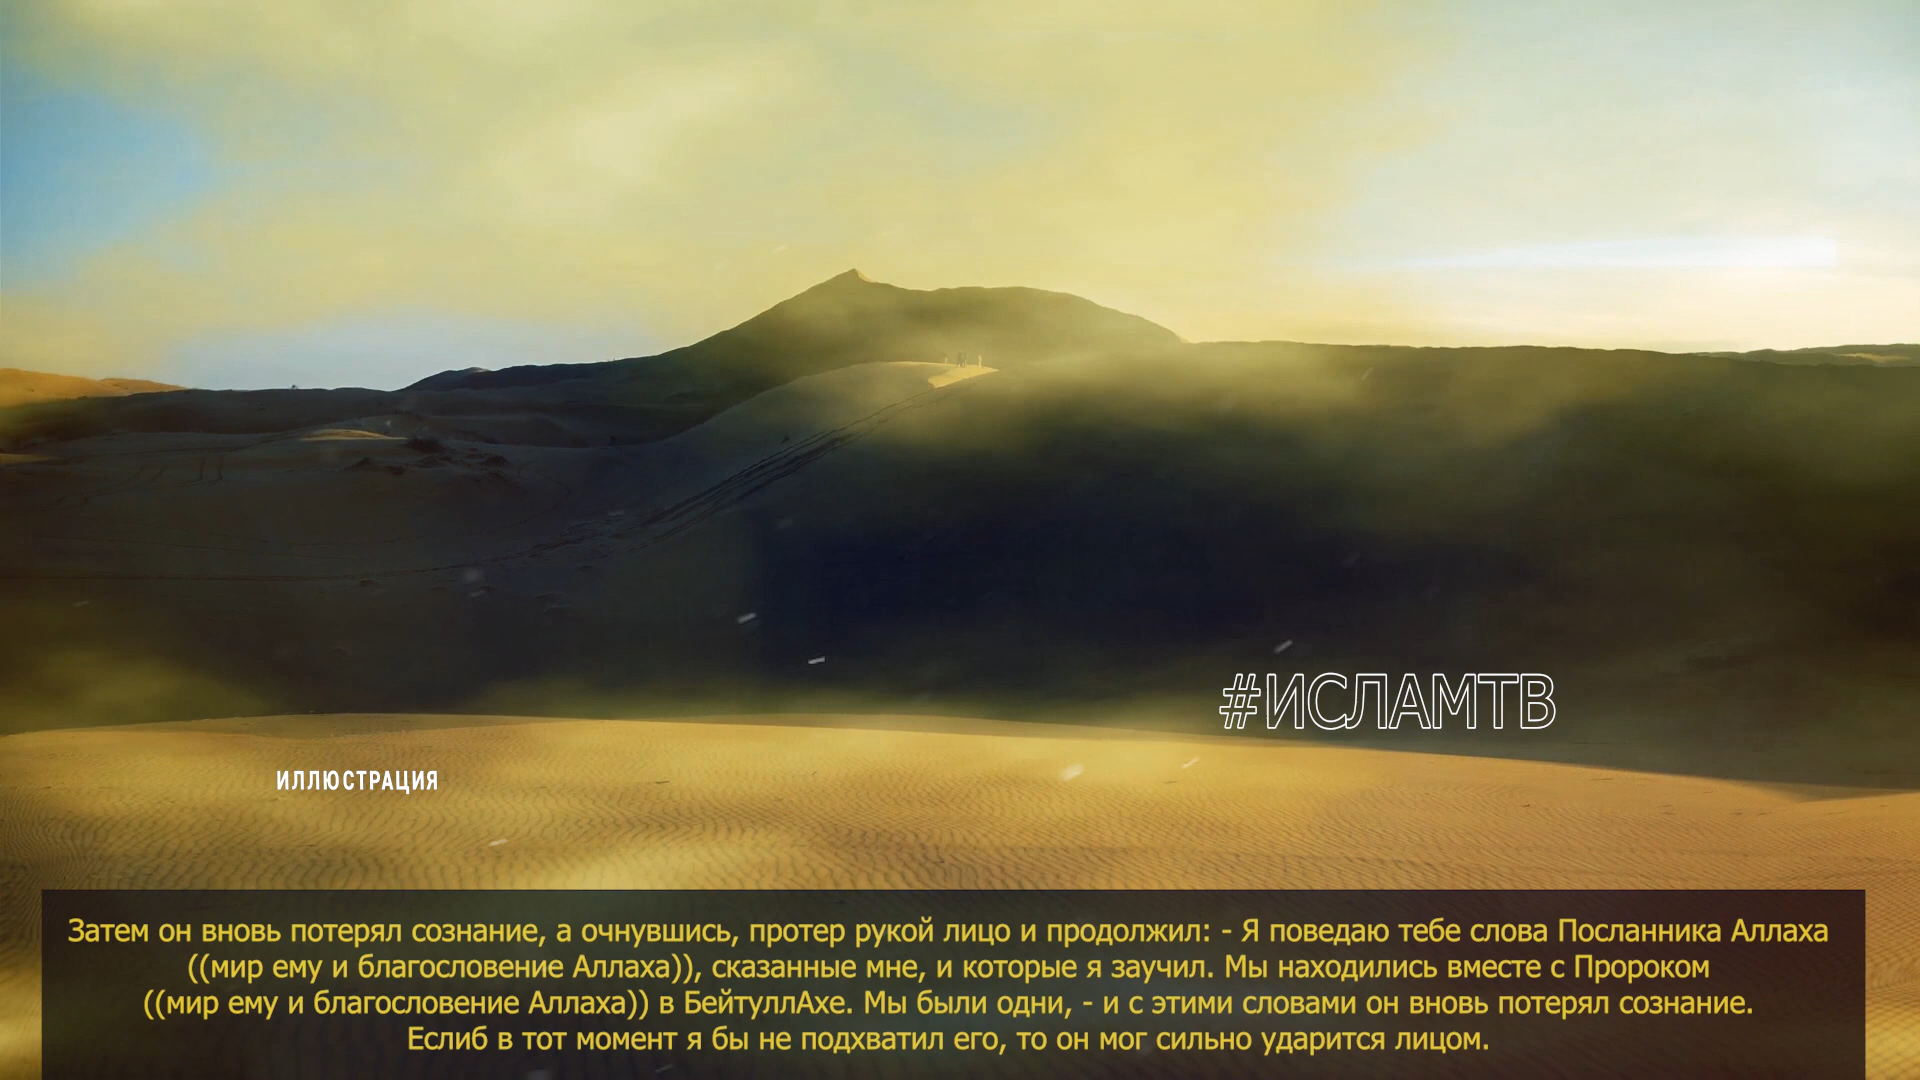 #ИСЛАМТВ
ИЛЛЮСТРАЦИЯ
Затем он вновь потерял сознание, а очнувшись, протер рукой лицо и продолжил: - Я поведаю тебе слова Посланника Аллаха
((мир ему и благословение Аллаха)), сказанные мне, и которые я заучил. Мы находились вместе с Пророком
((мир ему и благословение Аллаха)) в БейтуллАхе. Мы были одни, - и с этими словами он вновь потерял сознание.
Еслиб в тот момент я бы не подхватил его, то он мог сильно ударится лицом.